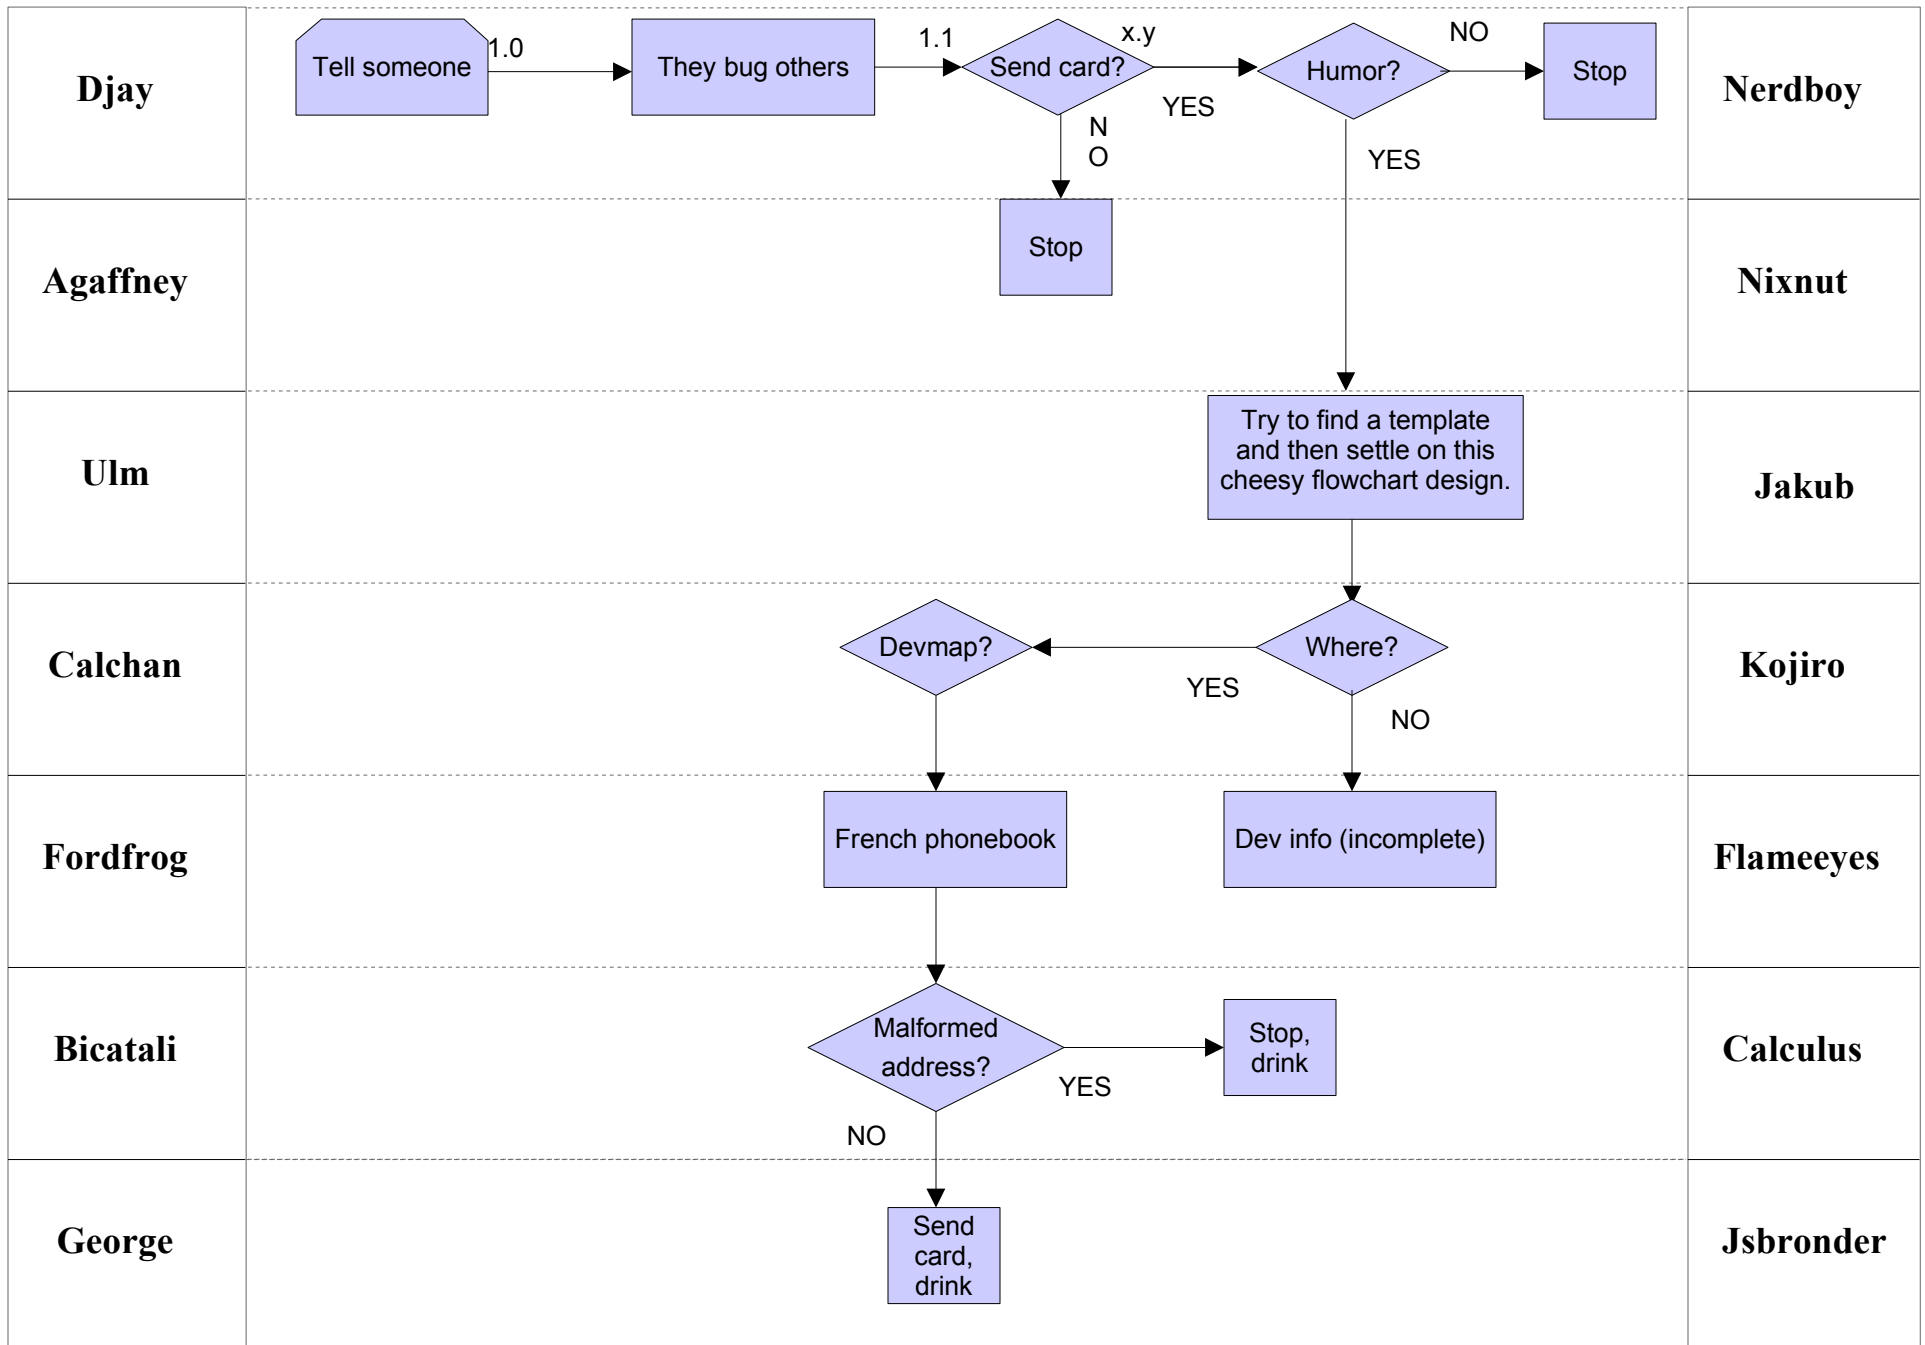 Djay
Tell someone
1.0
They bug others
1.1
Send card?
x.y
YES
Humor?
NO
Stop
Nerdboy
N
O
YES
Agaffney
Stop
Nixnut
Ulm
Try to find a template
and then settle on this
cheesy flowchart design.
Jakub
Calchan
Devmap?
YES
Where?
NO
Kojiro
Fordfrog
French phonebook
Dev info (incomplete)
Flameeyes
Bicatali
Malformed
address?
YES
Stop,
drink
Calculus
NO
George
Send
card,
drink
Jsbronder